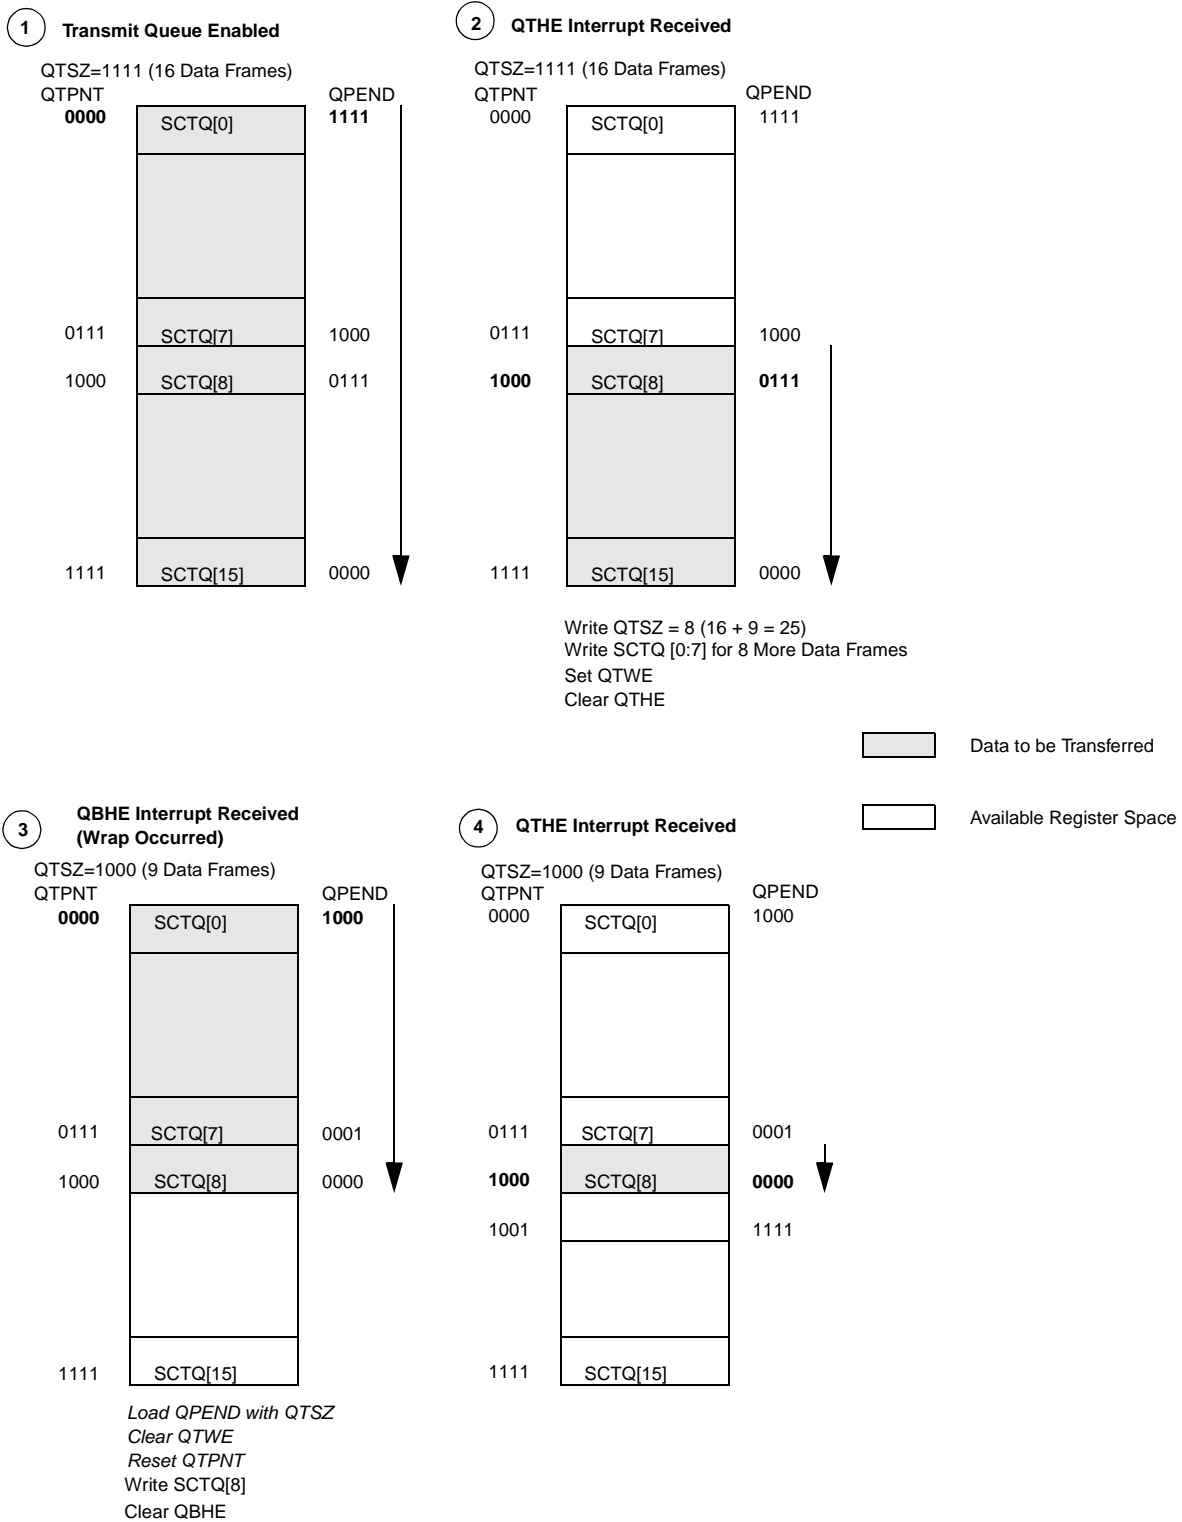 1 Transmit Queue Enabled
QTSZ=1111 (16 Data Frames)
QTPNT QPEND
0000 SCTQ[0] 1111
0111 SCTQ[7] 1000
1000 SCTQ[8] 0111
1111 SCTQ[15] 0000
2 QTHE Interrupt Received
QTSZ=1111 (16 Data Frames)
QTPNT QPEND
0000 SCTQ[0] 1111
0111 SCTQ[7] 1000
1000 SCTQ[8] 0111
1111 SCTQ[15] 0000
Write QTSZ = 8 (16 + 9 = 25)
Write SCTQ [0:7] for 8 More Data Frames
Set QTWE
Clear QTHE
Data to be Transferred
Available Register Space
3 QBHE Interrupt Received
(Wrap Occurred)
QTSZ=1000 (9 Data Frames)
QTPNT QPEND
0000 SCTQ[0] 1000
0111 SCTQ[7] 0001
1000 SCTQ[8] 0000
1111 SCTQ[15]
Load QPEND with QTSZ
Clear QTWE
Reset QTPNT
Write SCTQ[8]
Clear QBHE
4 QTHE Interrupt Received
QTSZ=1000 (9 Data Frames)
QTPNT QPEND
0000 SCTQ[0] 1000
0111 SCTQ[7] 0001
1000 SCTQ[8] 0000
1001 1111
1111 SCTQ[15]